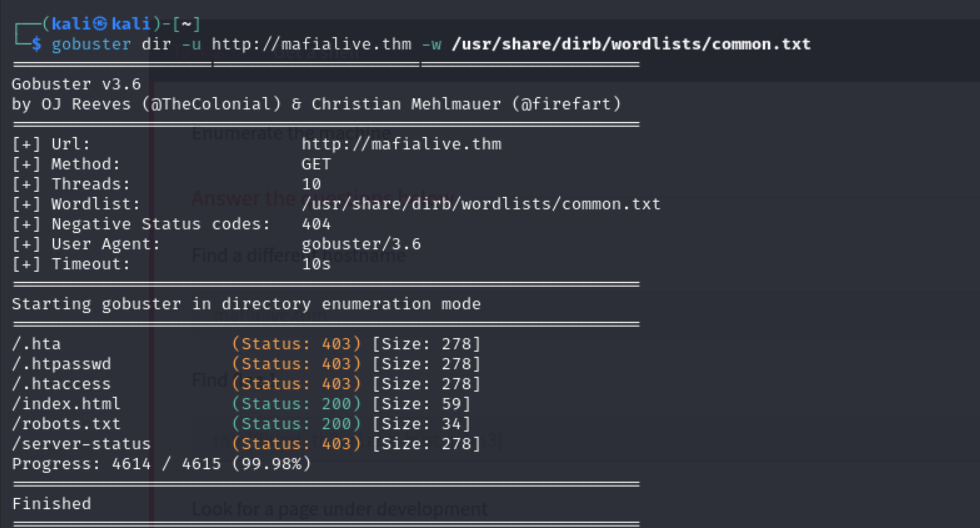 ┌──(kali㉿kali)-[~]
└─$ gobuster dir -u http://mafialive.thm -w /usr/share/dirb/wordlists/common.txt
===============================================================
Gobuster v3.6
by OJ Reeves (@TheColonial) & Christian Mehlmauer (@firefart)
===============================================================
Enumerate the machine
[+] Url:                     http://mafialive.thm
[+] Method:                  GET
[+] Threads:                 10
Answer the questions below
[+] Wordlist:                /usr/share/dirb/wordlists/common.txt
[+] Negative Status codes:   404
[+] User Agent:              gobuster/3.6
Find a different hostname
[+] Timeout:                 10s
===============================================================
Starting gobuster in directory enumeration mode
===============================================================
/.hta                 (Status: 403) [Size: 278]
/.htpasswd            (Status: 403) [Size: 278]
/.htaccess            (Status: 403) [Size: 278]
Find
/index.html           (Status: 200) [Size: 59]
/robots.txt           (Status: 200) [Size: 34]
/server-status        (Status: 403) [Size: 278]
Progress: 4614 / 4615 (99.98%)
===============================================================
Finished
Look for a page under development
===============================================================